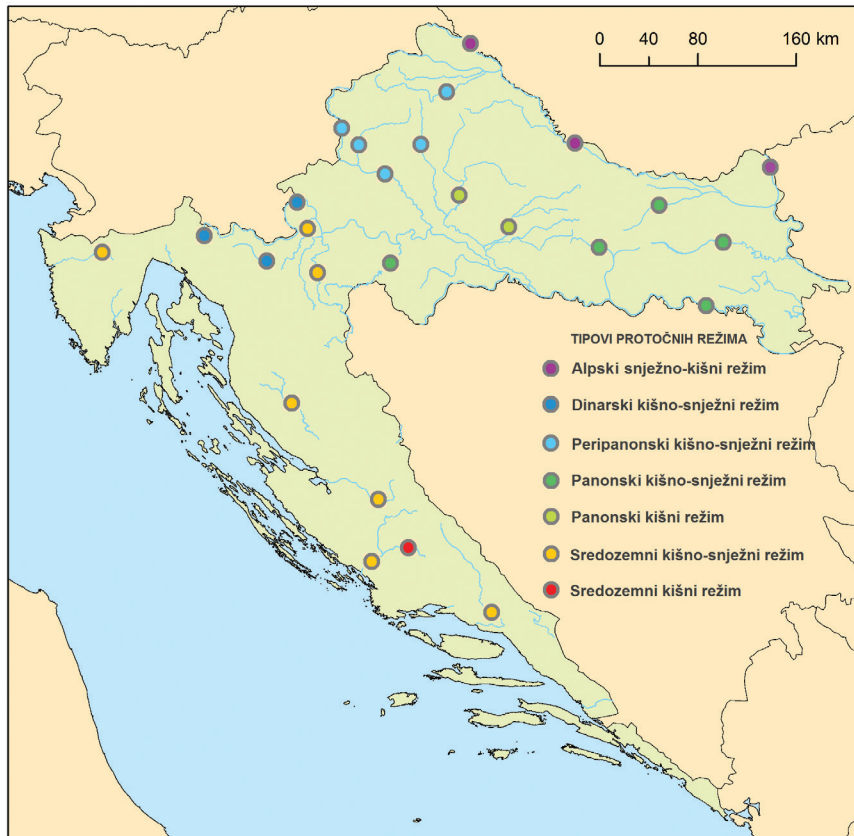 0 40 80 160 km
TIPOVI PROTOČNIH REŽIMA
Alpski snježno-kišni režim
Dinarski kišno-snježni režim
Peripanonski kišno-snježni režim
Panonski kišno-snježni režim
Panonski kišni režim
Sredozemni kišno-snježni režim
Sredozemni kišni režim